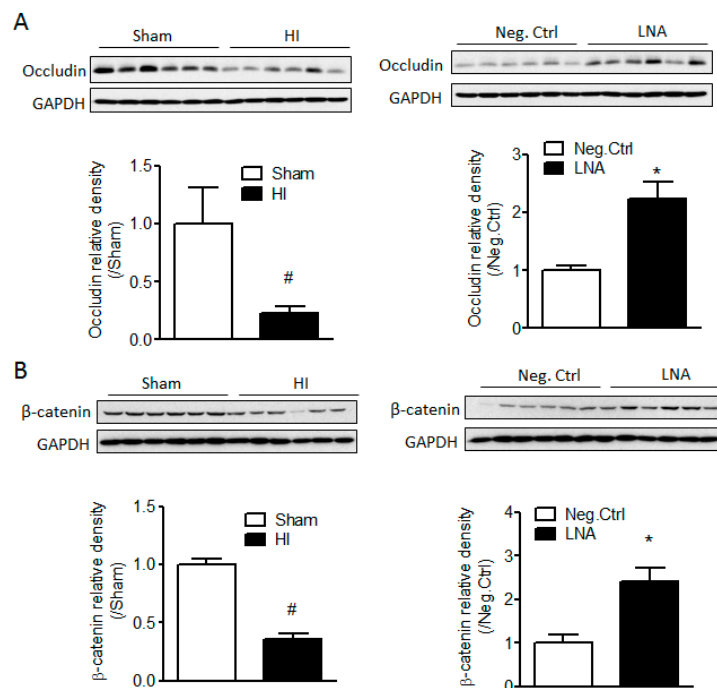 A
Sham HI
Occludin
GAPDH
Neg. Ctrl LNA
Occludin
GAPDH
Occludin relative density
(/Sham)
1.5
1.0
0.5
0.0
Sham
HI
#
Occludin relative density
(/Neg.Ctrl)
3
2
1
0
Neg.Ctrl
LNA
*
B
Sham HI
β-catenin
GAPDH
Neg. Ctrl LNA
β-catenin
GAPDH
β-catenin relative density
(/Sham)
1.5
1.0
0.5
0.0
Sham
HI
#
β-catenin relative density
(/Neg.Ctrl)
4
3
2
1
0
Neg.Ctrl
LNA
*